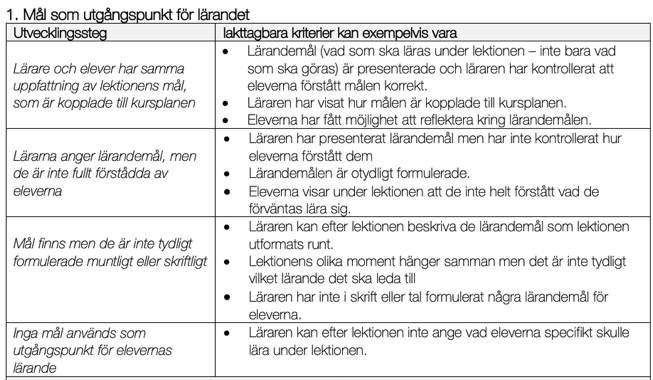 1. Mål som utgångspunkt för lärandet
Utvecklingssteg
Iakttagbara kriterier kan exempelvis vara
Lärare och elever har samma
uppfattning av lektionens mål,
som är kopplade till kursplanen
• Lärandemål (vad som ska läras under lektionen – inte bara vad
som ska göras) är presenterade och läraren har kontrollerat att
eleverna förstått målen korrekt.
• Läraren har visat hur målen är kopplade till kursplanen.
• Eleverna har fått möjlighet att reflektera kring lärandemålen.
Lärarna anger lärandemål, men
de är inte fullt förstådda av
eleverna
• Läraren har presenterat lärandemål men har inte kontrollerat hur
eleverna förstått dem
• Lärandemålen är otydligt formulerade.
• Eleverna visar under lektionen att de inte helt förstått vad de
förväntas lära sig.
Mål finns men de är inte tydligt
formulerade muntligt eller skriftligt
• Läraren kan efter lektionen beskriva de lärandemål som lektionen
utformats runt.
• Lektionens olika moment hänger samman men det är inte tydligt
vilket lärande det ska leda till
• Läraren har inte i skrift eller tal formulerat några lärandemål för
eleverna.
Inga mål används som
utgångspunkt för elevernas
lärande
• Läraren kan efter lektionen inte ange vad eleverna specifikt skulle
lära under lektionen.